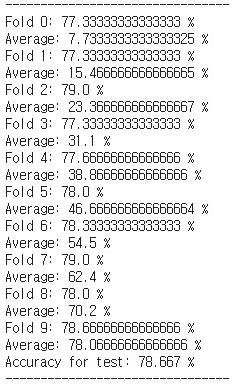 --------------------------------
Fold 0: 77.33333333333333 %
Average: 7.733333333333325 %
Fold 1: 77.33333333333333 %
Average: 15.466666666666665 %
Fold 2: 79.0 %
Average: 23.366666666666667 %
Fold 3: 77.33333333333333 %
Average: 31.1 %
Fold 4: 77.66666666666666 %
Average: 38.86666666666666 %
Fold 5: 78.0 %
Average: 46.666666666666664 %
Fold 6: 78.33333333333333 %
Average: 54.5 %
Fold 7: 79.0 %
Average: 62.4 %
Fold 8: 78.0 %
Average: 70.2 %
Fold 9: 78.66666666666666 %
Average: 78.06666666666666 %
Accuracy for test: 78.667 %
--------------------------------